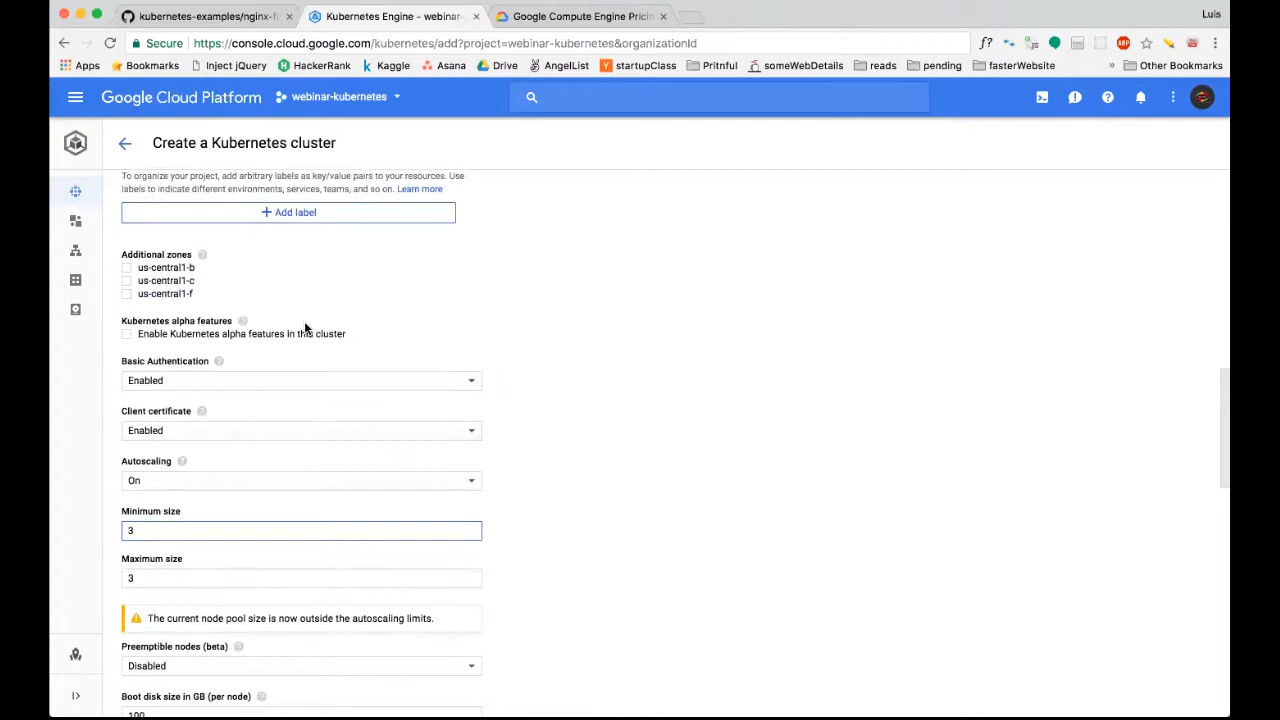 kubernetes-examples/nginx-f
Kubernetes Engine - webinar-
Google Compute Engine Pricin
Luis
Secure
https://console.cloud.google.com/kubernetes/add?project=webinar-kubernetes&organizationId
f?
Apps
Bookmarks
Inject jQuery
HackerRank
Kaggle
Asana
Drive
AngelList
startupClass
Pritnful
someWebDetails
reads
pending
fasterWebsite
»
Other Bookmarks
Google Cloud Platform
webinar-kubernetes
Create a Kubernetes cluster
To organize your project, add arbitrary labels as key/value pairs to your resources. Use
labels to indicate different environments, services, teams, and so on. Learn more
+ Add label
Additional zones
us-central1-b
us-central1-c
us-central1-f
Kubernetes alpha features
Enable Kubernetes alpha features in this cluster
Basic Authentication
Enabled
Client certificate
Enabled
Autoscaling
On
Minimum size
3
Maximum size
3
The current node pool size is now outside the autoscaling limits.
Preemptible nodes (beta)
Disabled
Boot disk size in GB (per node)
100